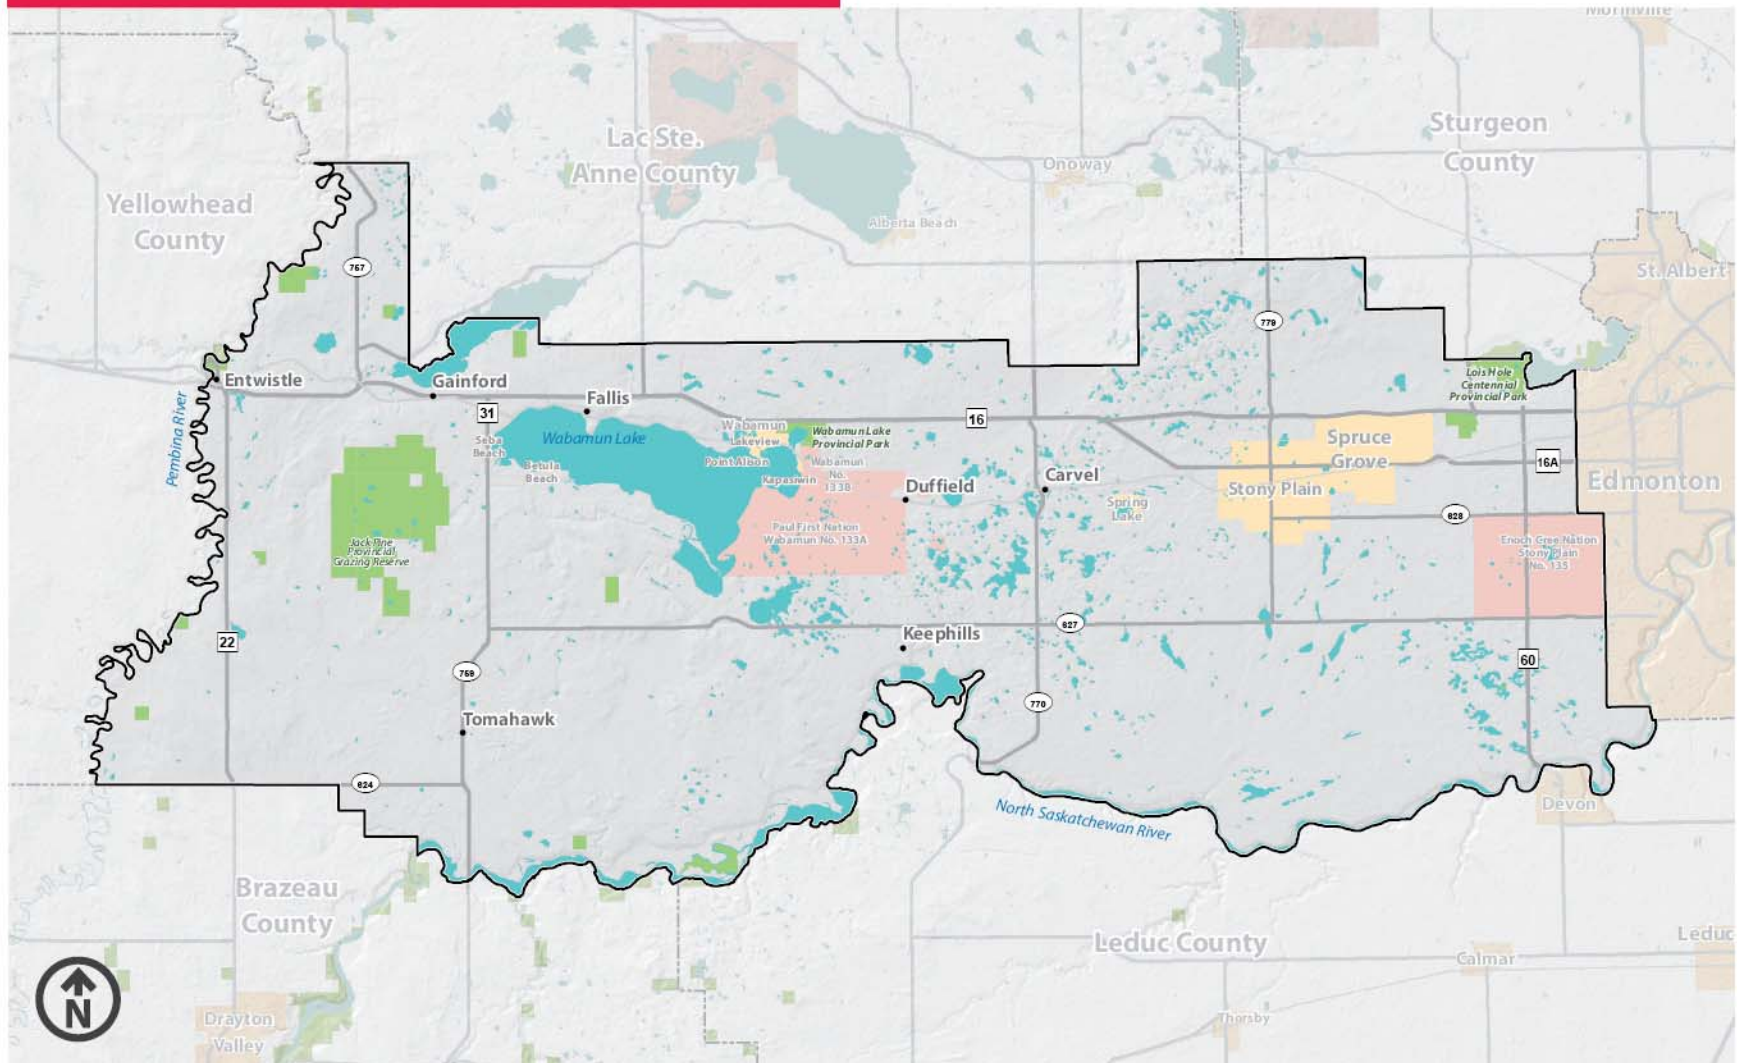 Morinville
Lac Ste.
Anne County
Sturgeon
County
Onoway
Yellowhead
County
Alberta Beach
St. Albert
757
779
Entwistle
Gainford
Fallis
31
16
Lois Hole
Centennial
Provincial Park
Pembina River
Wabamun Lake
Seba
Beach
Betula
Beach
Wabamun
Lakeview
Point Alison
Kapasiwin
Wabamun Lake
Provincial Park
Wabamun
No.
133B
Duffield
Carvel
Spring
Lake
Spruce
Grove
Stony Plain
16A
Edmonton
628
Paul First Nation
Wabamun No. 133A
Jack Pine
Provincial
Grazing Reserve
Enoch Cree Nation
Stony Plain
No. 135
22
627
Keephills
60
759
770
Tomahawk
624
North Saskatchewan River
Devon
Brazeau
County
Leduc County
Leduc
Calmar
Drayton
Valley
Thorsby
N